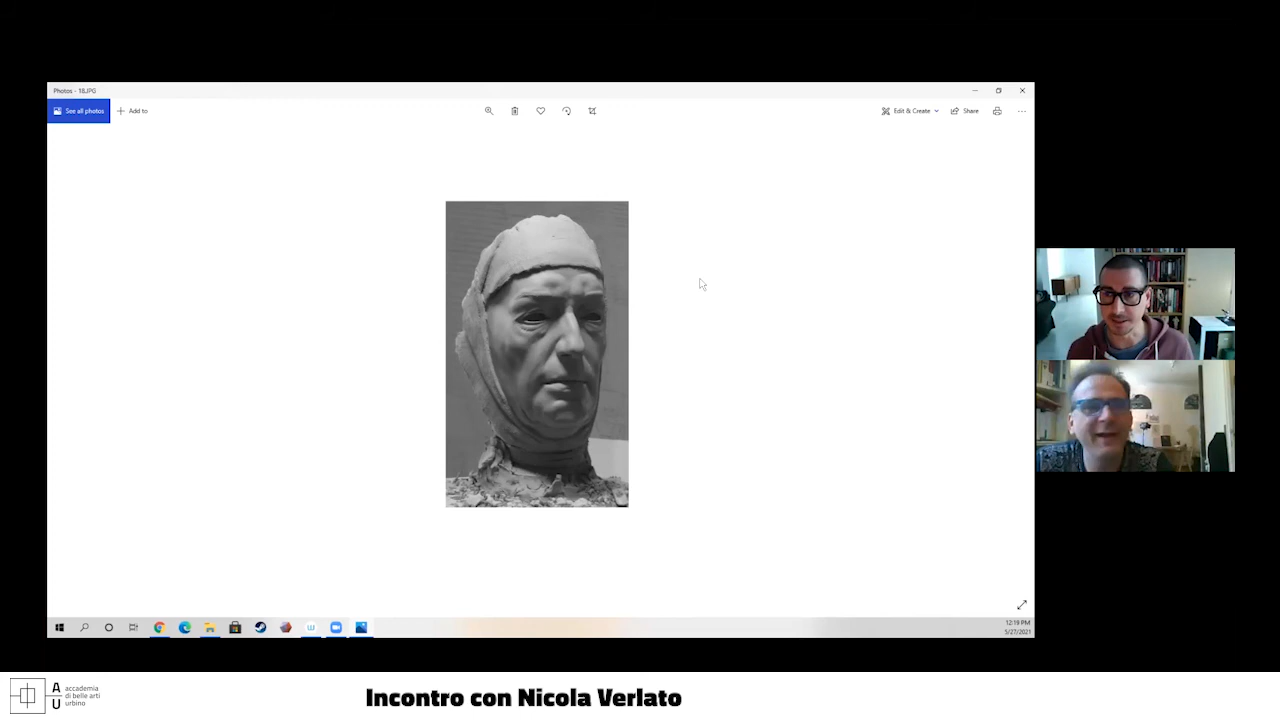 Photos - 18.JPG
See all photos
Add to
Edit & Create
Share
12:19 PM
5/27/2021
A
U
accademia
di belle arti
urbino
Incontro con Nicola Verlato